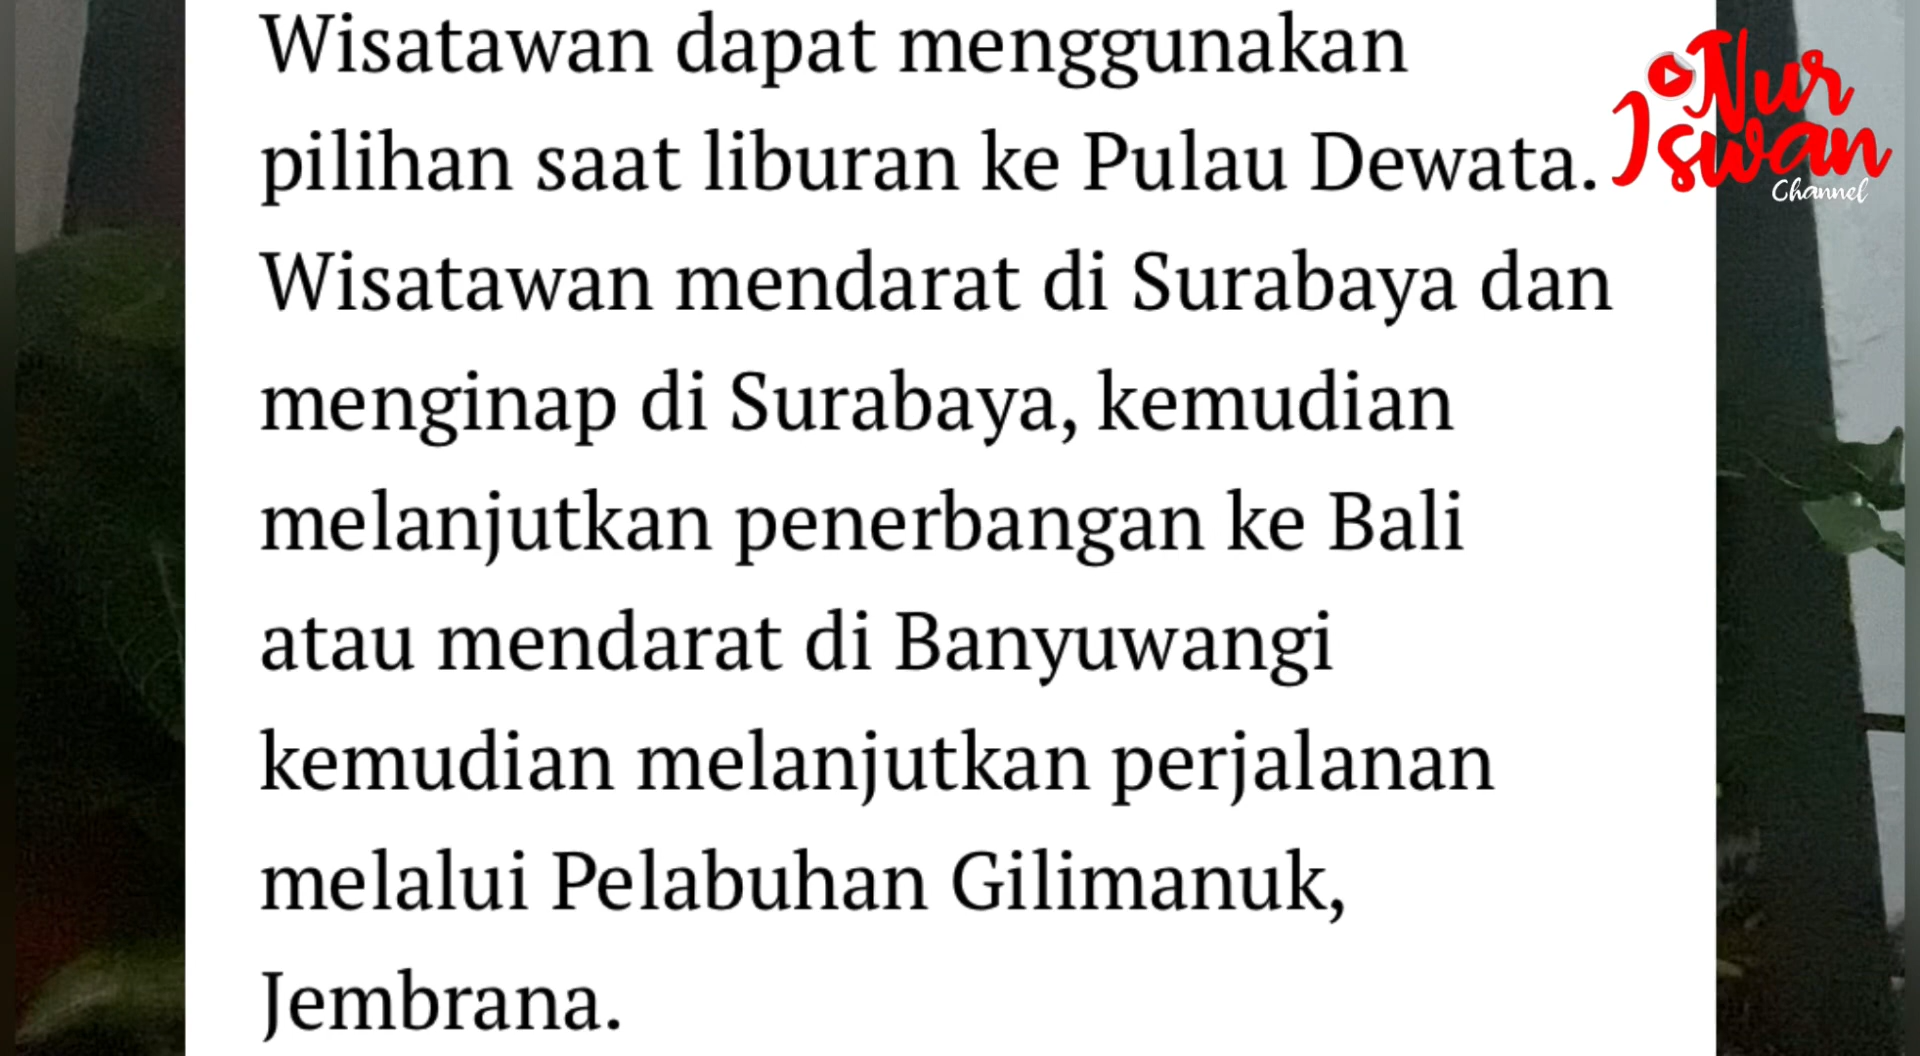 Wisatawan dapat menggunakan
pilihan saat liburan ke Pulau Dewata.
Wisatawan mendarat di Surabaya dan
menginap di Surabaya, kemudian
melanjutkan penerbangan ke Bali
atau mendarat di Banyuwangi
kemudian melanjutkan perjalanan
melalui Pelabuhan Gilimanuk,
Jembrana.
Nur
Iswan
Channel